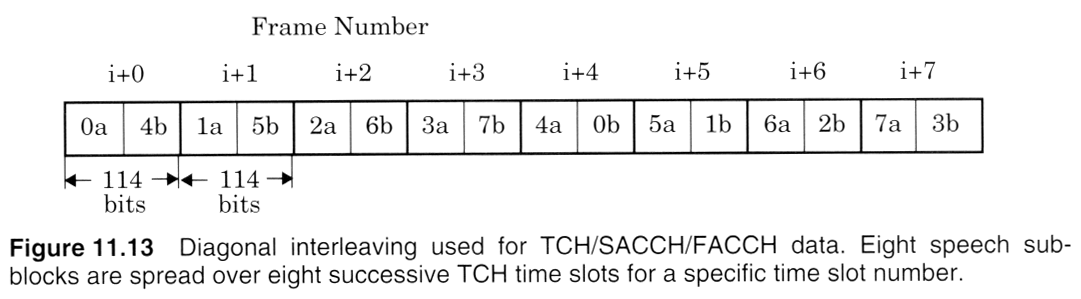 Frame Number
i+0 i+1 i+2 i+3 i+4 i+5 i+6 i+7
0a 4b 1a 5b 2a 6b 3a 7b 4a 0b 5a 1b 6a 2b 7a 3b
114 114
bits bits
Figure 11.13 Diagonal interleaving used for TCH/SACCH/FACCH data. Eight speech sub-
blocks are spread over eight successive TCH time slots for a specific time slot number.